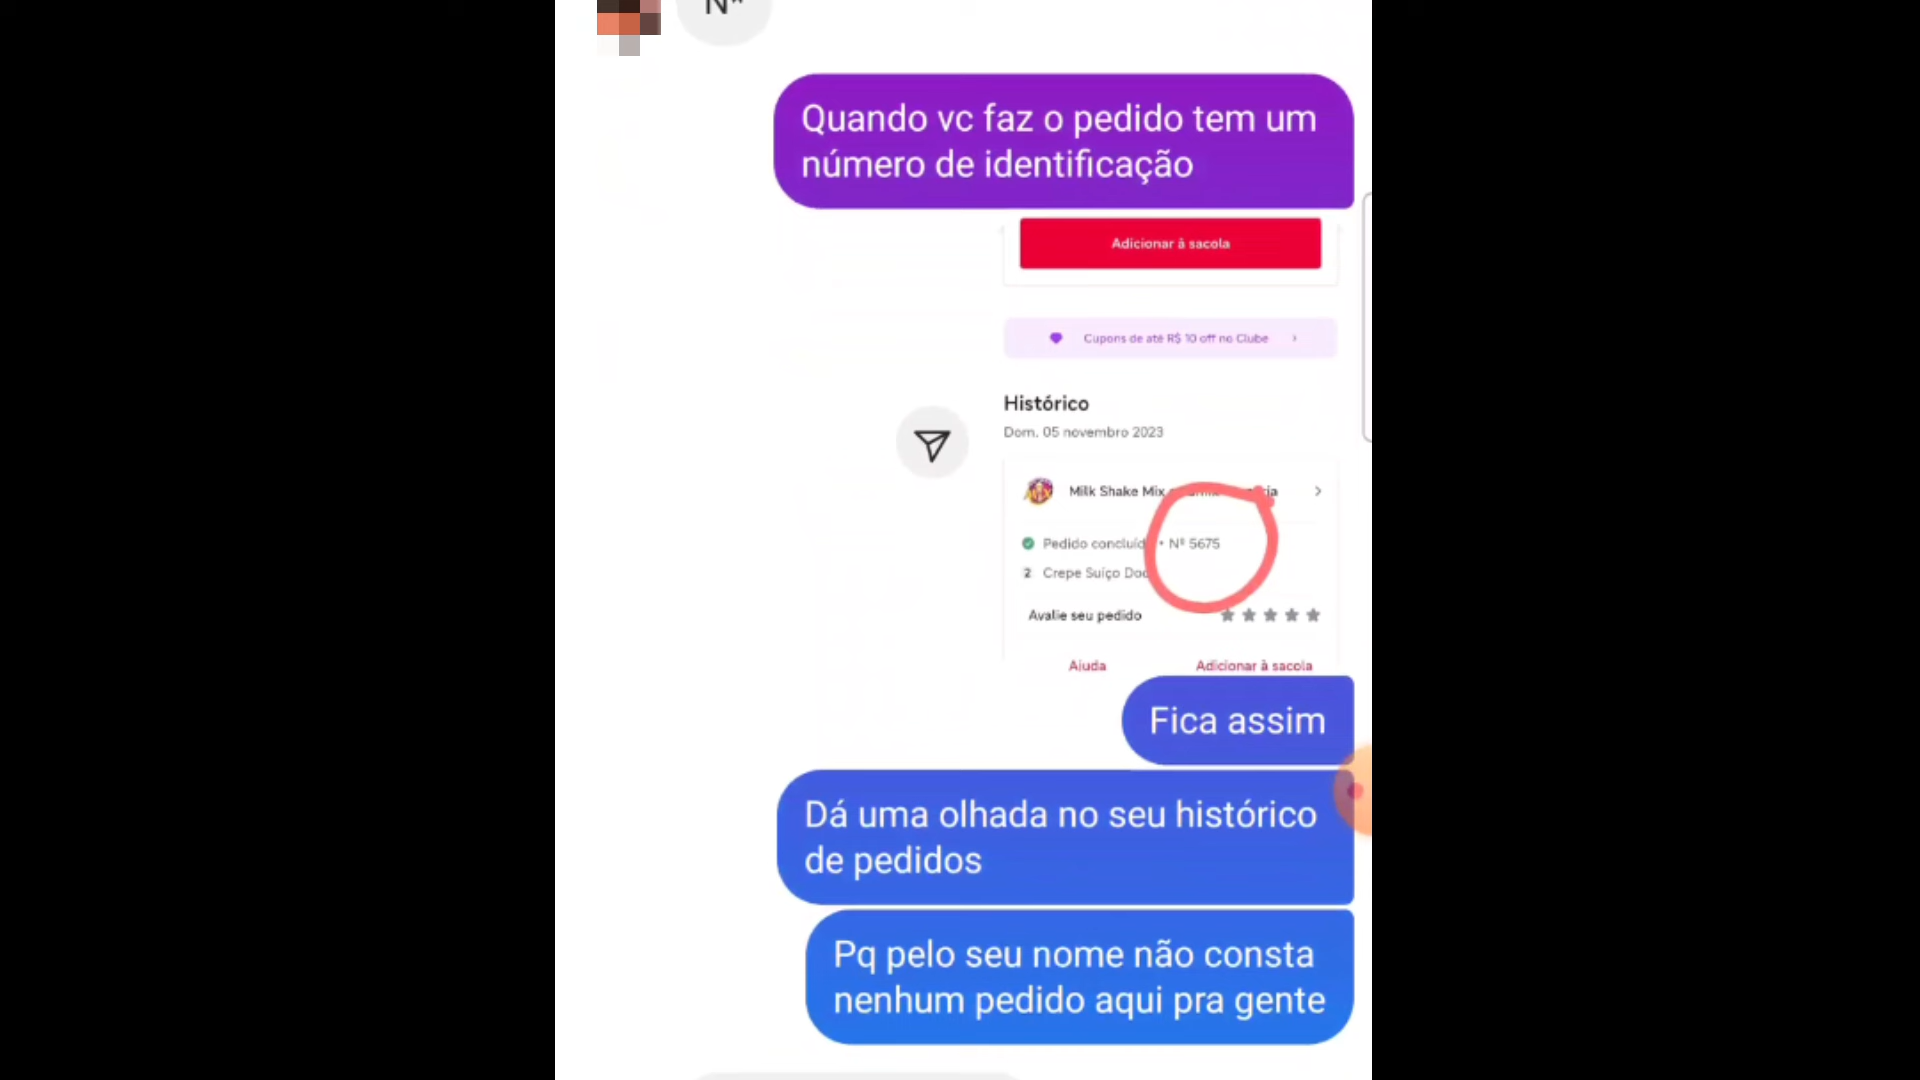 Nº
Quando vc faz o pedido tem um
número de identificação
Adicionar à sacola
Cupons de até R$ 10 off no Clube
Histórico
Dom. 05 novembro 2023
Milk Shake Mix
Pedido concluíd • Nº 5675
2 Crepe Suíço Doc
Avalie seu pedido
Ajuda Adicionar à sacola
Fica assim
Dá uma olhada no seu histórico
de pedidos
Pq pelo seu nome não consta
nenhum pedido aqui pra gente